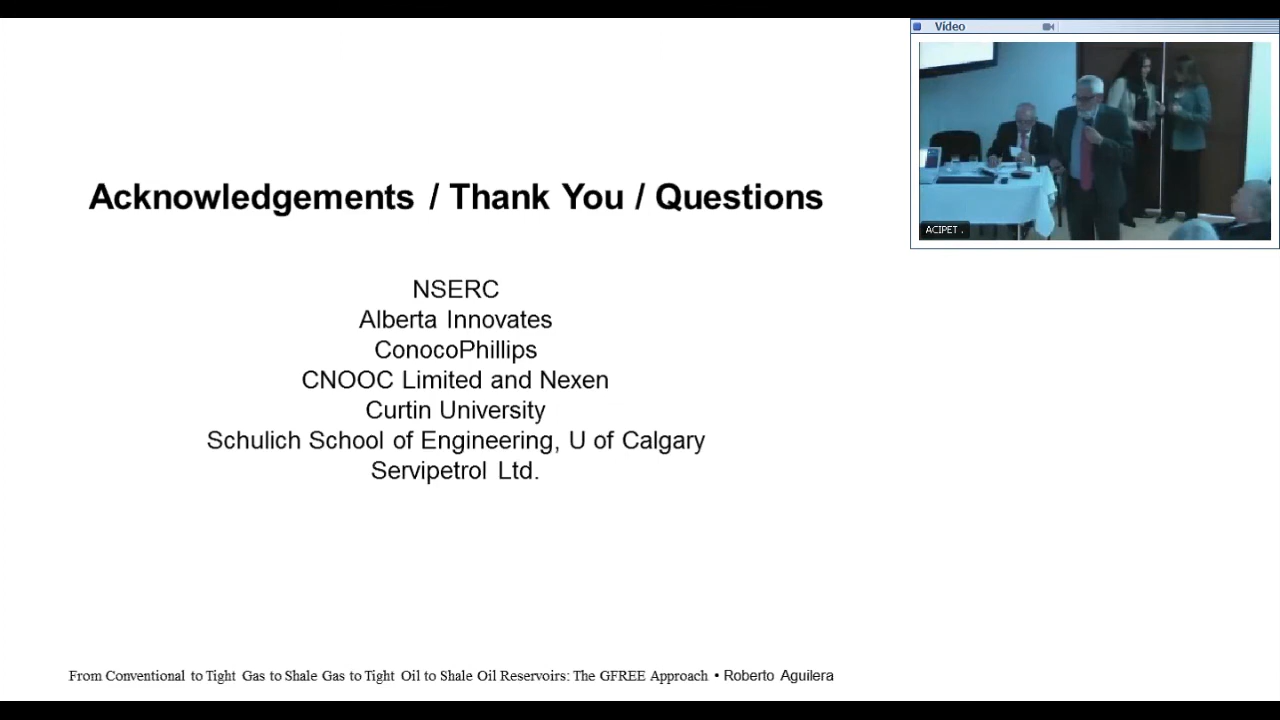 Vídeo
Acknowledgements / Thank You / Questions
NSERC
Alberta Innovates
ConocoPhillips
CNOOC Limited and Nexen
Curtin University
Schulich School of Engineering, U of Calgary
Servipetrol Ltd.
ACIPET .
From Conventional to Tight Gas to Shale Gas to Tight Oil to Shale Oil Reservoirs: The GFREE Approach • Roberto Aguilera